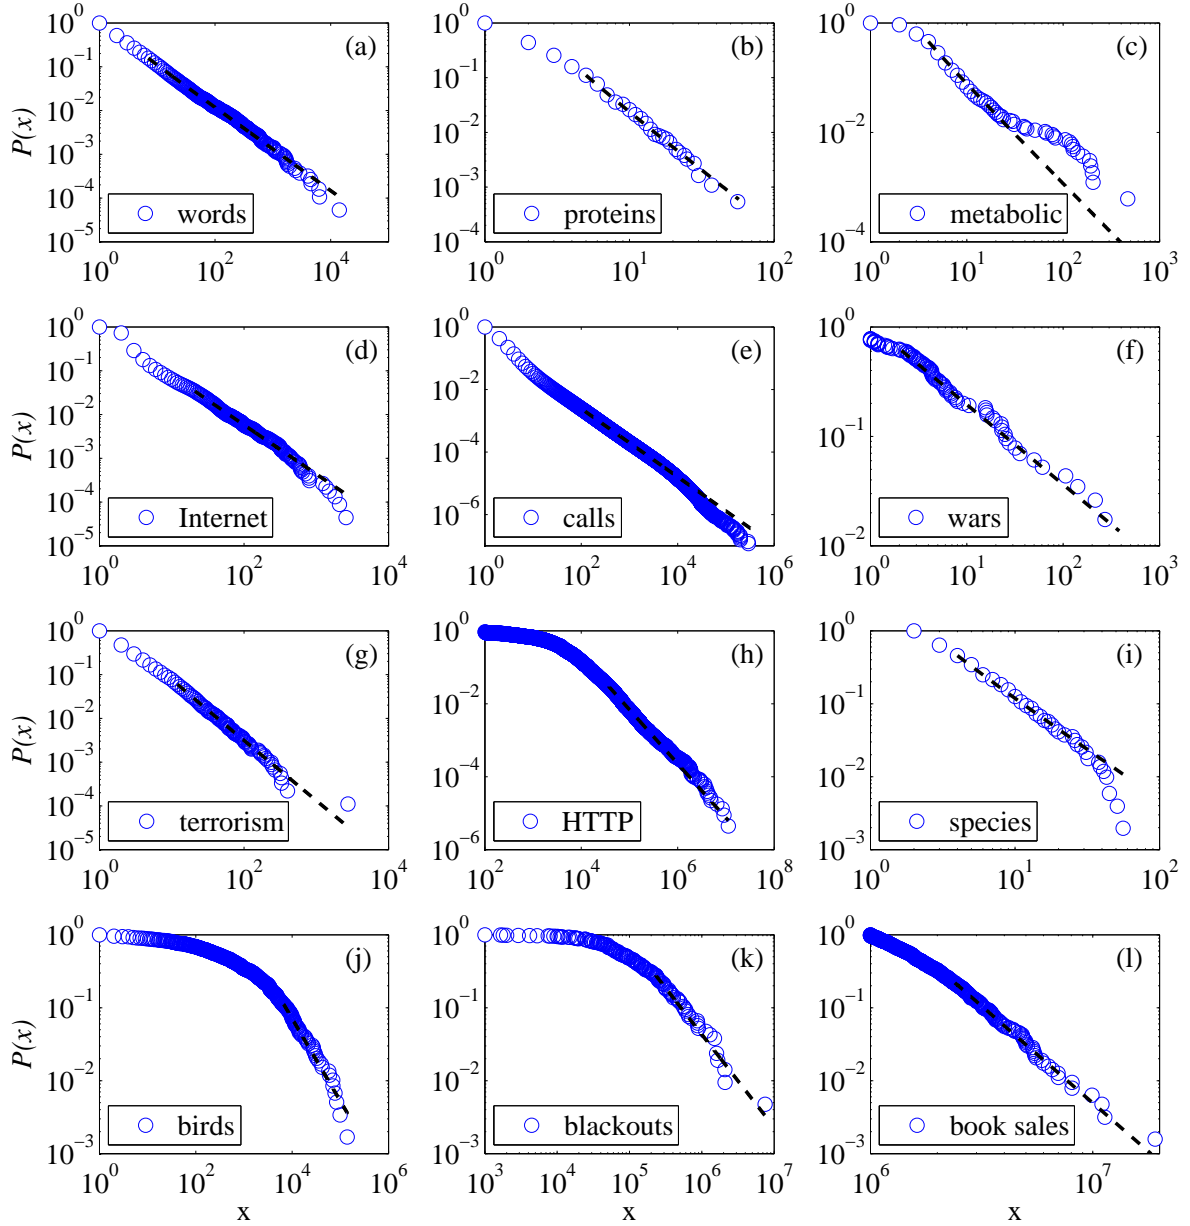 10^0
10^-1
10^-2
10^-3
10^-4
10^-5
P(x)
(a)
words
10^0 10^2 10^4
10^0
10^-1
10^-2
10^-3
10^-4
(b)
proteins
10^0 10^1 10^2
10^0
10^-2
10^-4
(c)
metabolic
10^0 10^1 10^2 10^3
10^0
10^-1
10^-2
10^-3
10^-4
10^-5
P(x)
(d)
Internet
10^0 10^2 10^4
10^0
10^-2
10^-4
10^-6
(e)
calls
10^0 10^2 10^4 10^6
10^0
10^-1
10^-2
(f)
wars
10^0 10^1 10^2 10^3
10^0
10^-1
10^-2
10^-3
10^-4
10^-5
P(x)
(g)
terrorism
10^0 10^2 10^4
10^0
10^-2
10^-4
10^-6
(h)
HTTP
10^2 10^4 10^6 10^8
10^0
10^-1
10^-2
10^-3
(i)
species
10^0 10^1 10^2
10^0
10^-1
10^-2
10^-3
P(x)
(j)
birds
10^0 10^2 10^4 10^6
x
10^0
10^-1
10^-2
10^-3
(k)
blackouts
10^3 10^4 10^5 10^6 10^7
x
10^0
10^-1
10^-2
10^-3
(l)
book sales
10^6 10^7
x